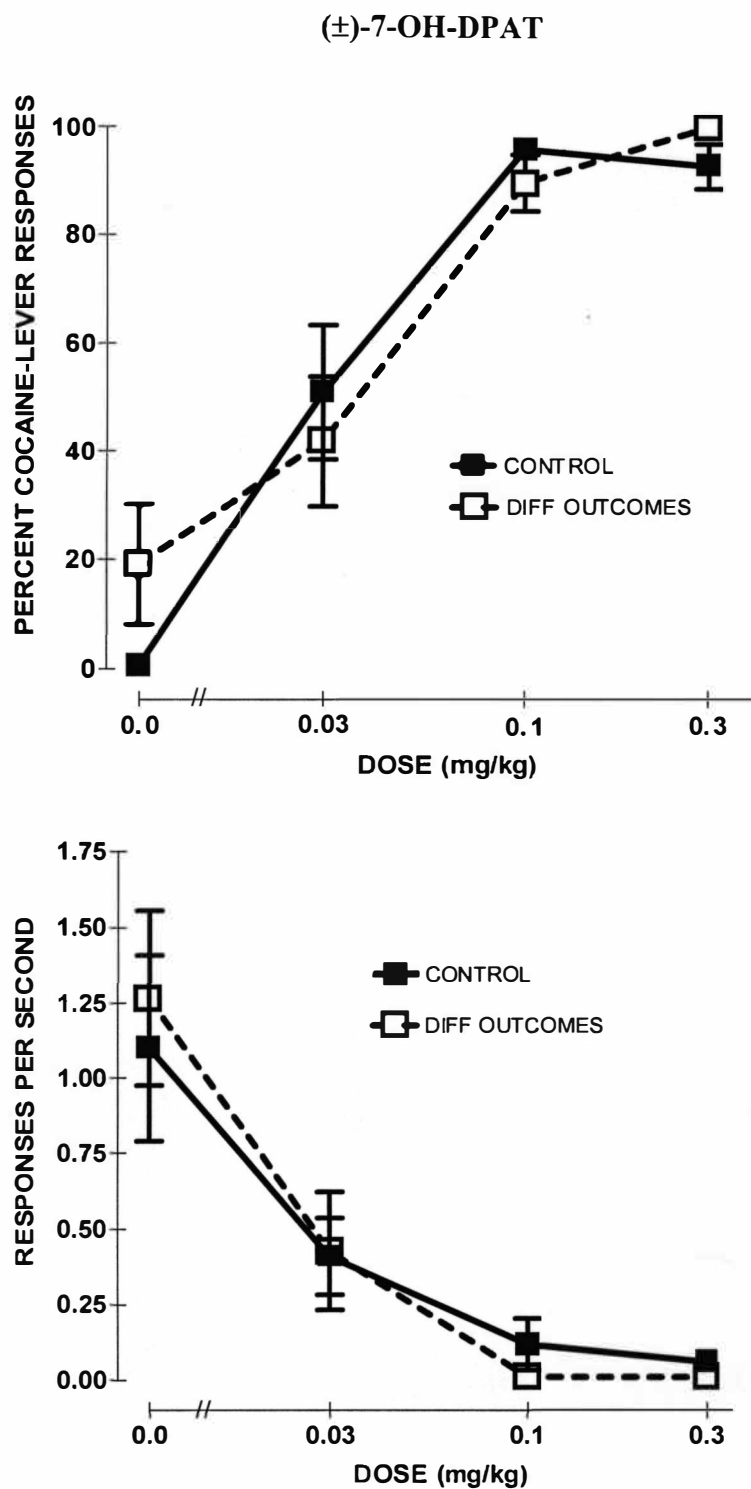 (±)-7-OH-DPAT
PERCENT COCAINE-LEVER RESPONSES
100
80
60
40
20
0
CONTROL
DIFF OUTCOMES
0.0 // 0.03 0.1 0.3
DOSE (mg/kg)
RESPONSES PER SECOND
1.75
1.50
1.25
1.00
0.75
0.50
0.25
0.00
CONTROL
DIFF OUTCOMES
0.0 // 0.03 0.1 0.3
DOSE (mg/kg)